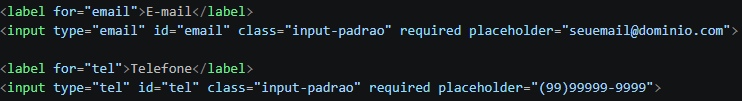 <label for="email">E-mail</label>
<input type="email" id="email" class="input-padrao" required placeholder="seuemail@dominio.com">
<label for="tel">Telefone</label>
<input type="tel" id="tel" class="input-padrao" required placeholder="(99)99999-9999">